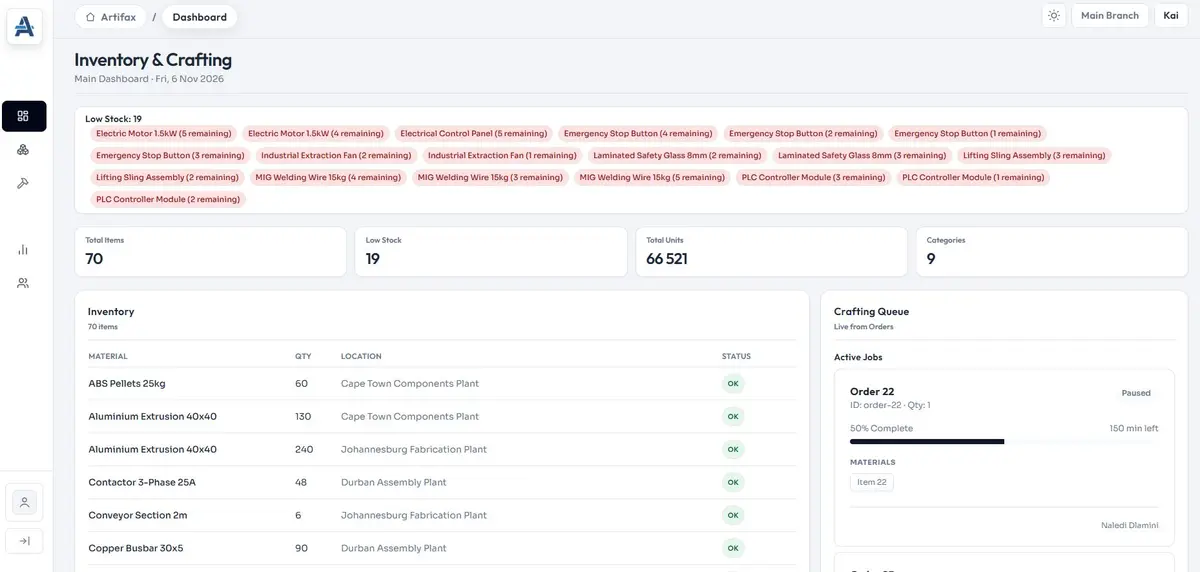 Artifax / Dashboard
Main Branch
Kai
Inventory & Crafting
Main Dashboard · Fri, 6 Nov 2026
Low Stock: 19
Electric Motor 1.5kW (5 remaining) Electric Motor 1.5kW (4 remaining) Electrical Control Panel (5 remaining) Emergency Stop Button (4 remaining) Emergency Stop Button (2 remaining) Emergency Stop Button (1 remaining)
Emergency Stop Button (3 remaining) Industrial Extraction Fan (2 remaining) Industrial Extraction Fan (1 remaining) Laminated Safety Glass 8mm (2 remaining) Laminated Safety Glass 8mm (3 remaining) Lifting Sling Assembly (3 remaining)
Lifting Sling Assembly (2 remaining) MIG Welding Wire 15kg (4 remaining) MIG Welding Wire 15kg (3 remaining) MIG Welding Wire 15kg (5 remaining) PLC Controller Module (3 remaining) PLC Controller Module (1 remaining)
PLC Controller Module (2 remaining)
Total Items
70
Low Stock
19
Total Units
66 521
Categories
9
Inventory
70 items
MATERIAL QTY LOCATION STATUS
ABS Pellets 25kg 60 Cape Town Components Plant OK
Aluminium Extrusion 40x40 130 Cape Town Components Plant OK
Aluminium Extrusion 40x40 240 Johannesburg Fabrication Plant OK
Contactor 3-Phase 25A 48 Durban Assembly Plant OK
Conveyor Section 2m 6 Johannesburg Fabrication Plant OK
Copper Busbar 30x5 90 Durban Assembly Plant OK
Crafting Queue
Live from Orders
Active Jobs
Order 22 Paused
ID: order-22 · Qty: 1
50% Complete 150 min left
MATERIALS
Item 22
Naledi Dlamini